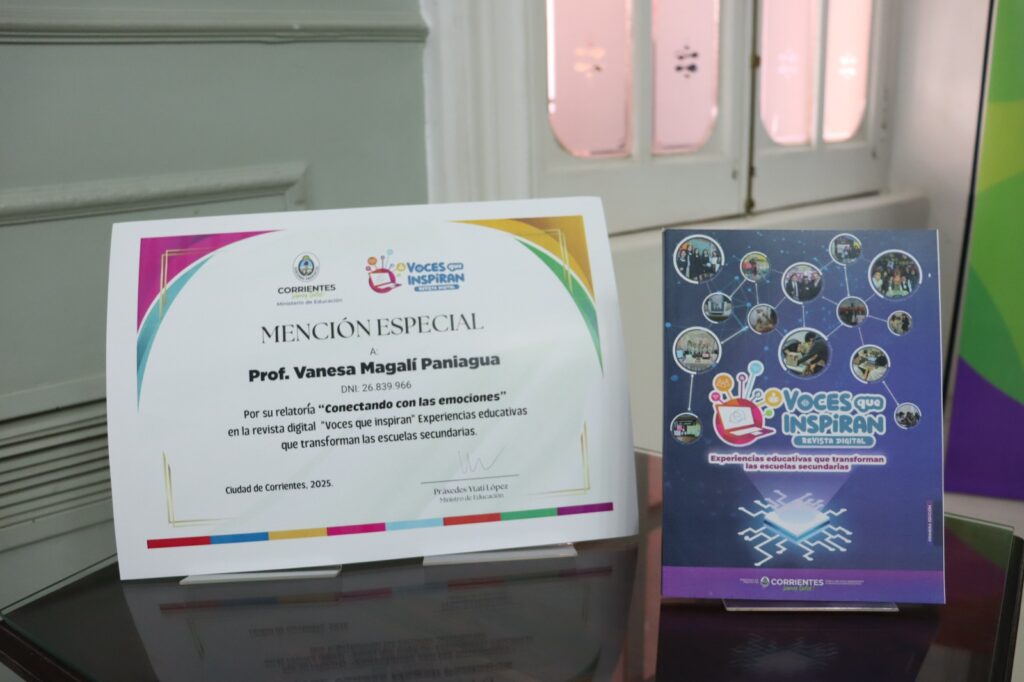 CORRIENTES
Ministerio de Educación
VOCES que
INSPIRAN
REVISTA DIGITAL
MENCIÓN ESPECIAL
A:
Prof. Vanesa Magalí Paniagua
DNI: 26.839.966
Por su relatoría “Conectando con las emociones”
en la revista digital "Voces que inspiran" Experiencias educativas
que transforman las escuelas secundarias.
Ciudad de Corrientes, 2025.
Práxedes Ytatí López
Ministro de Educación
VOCES que
INSPIRAN
REVISTA DIGITAL
Experiencias educativas que transforman
las escuelas secundarias
CORRIENTES